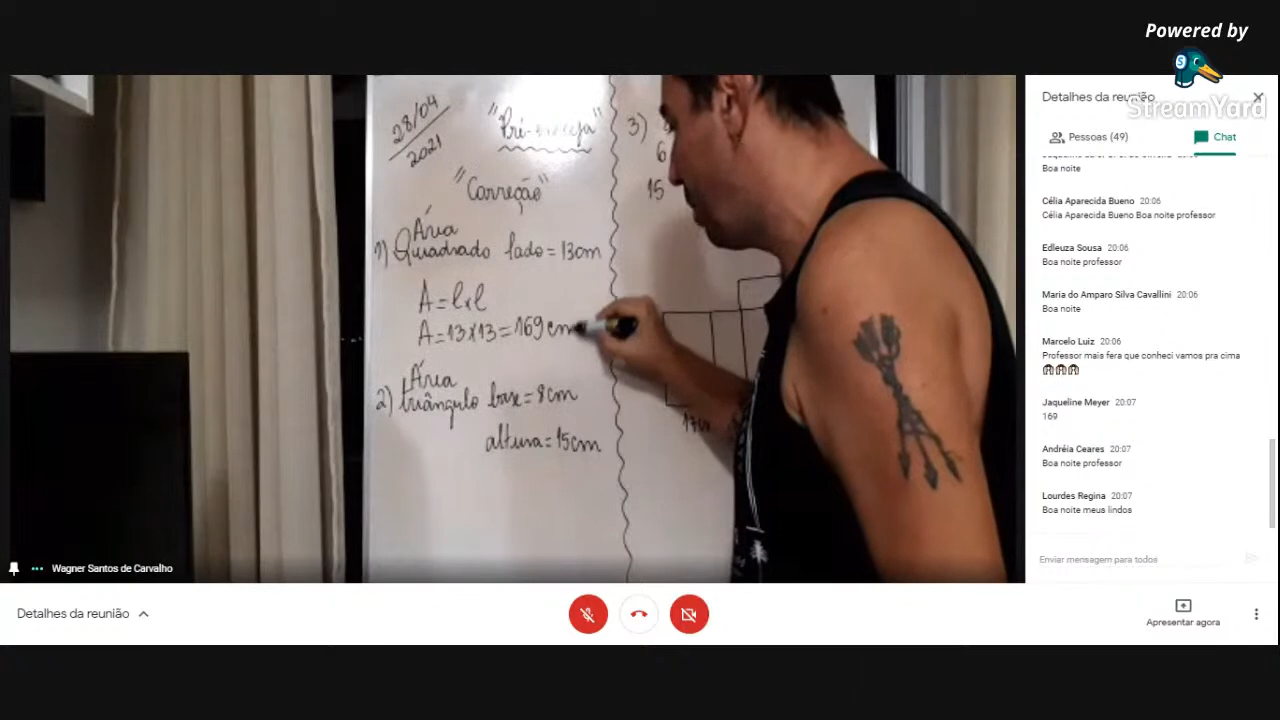 Powered by
StreamYard
28/04
2021
"Correção"
Área
1) Quadrado lado = 13cm
A = l x l
A = 13 x 13 = 169 cm
Área
2) triângulo base = 8cm
altura = 15cm
3)
6
15
Wagner Santos de Carvalho
Detalhes da reunião
Pessoas (49)
Chat
Boa noite
Célia Aparecida Bueno 20:06
Célia Aparecida Bueno Boa noite professor
Edleuza Sousa 20:06
Boa noite professor
Maria do Amparo Silva Cavallini 20:06
Boa noite
Marcelo Luiz 20:06
Professor mais fera que conheci vamos pra cima
Jaqueline Meyer 20:07
169
Andréia Ceares 20:07
Boa noite professor
Lourdes Regina 20:07
Boa noite meus lindos
Enviar mensagem para todos
Detalhes da reunião
Apresentar agora